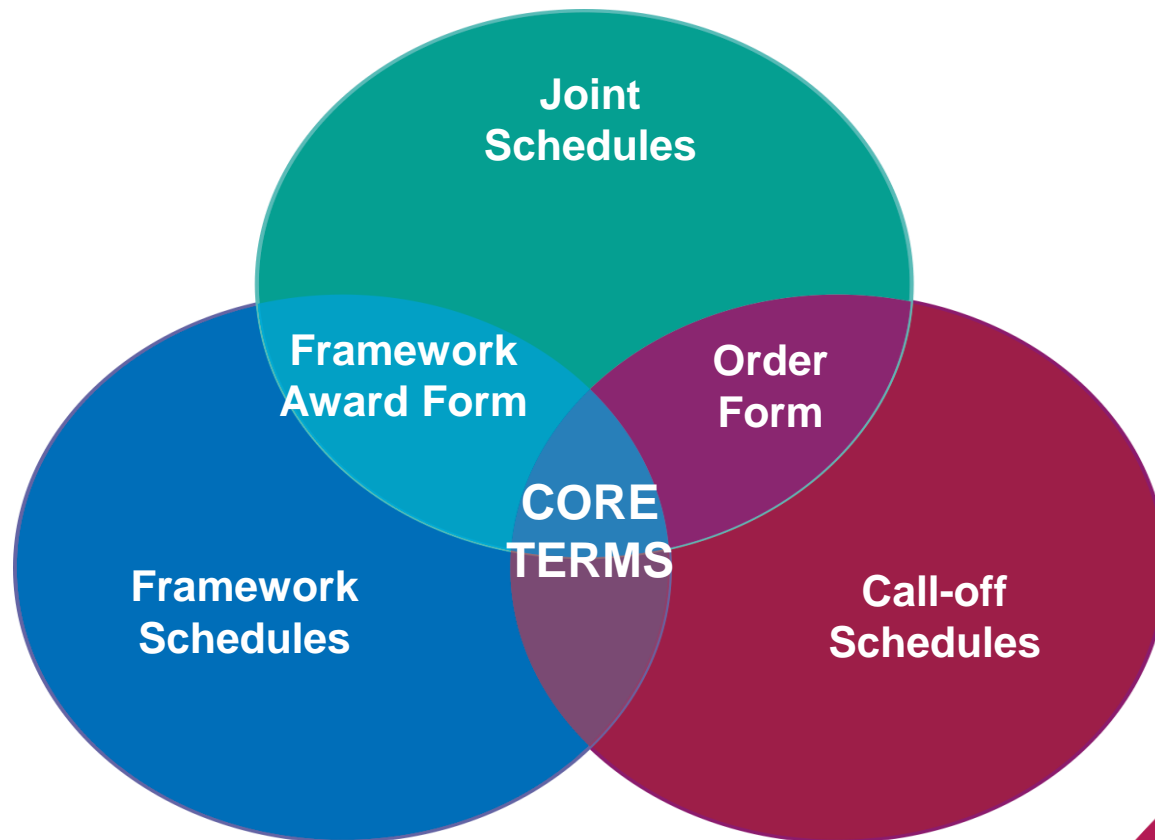 Joint
Schedules
Framework
Award Form
Order
Form
CORE
TERMS
Framework
Schedules
Call-off
Schedules